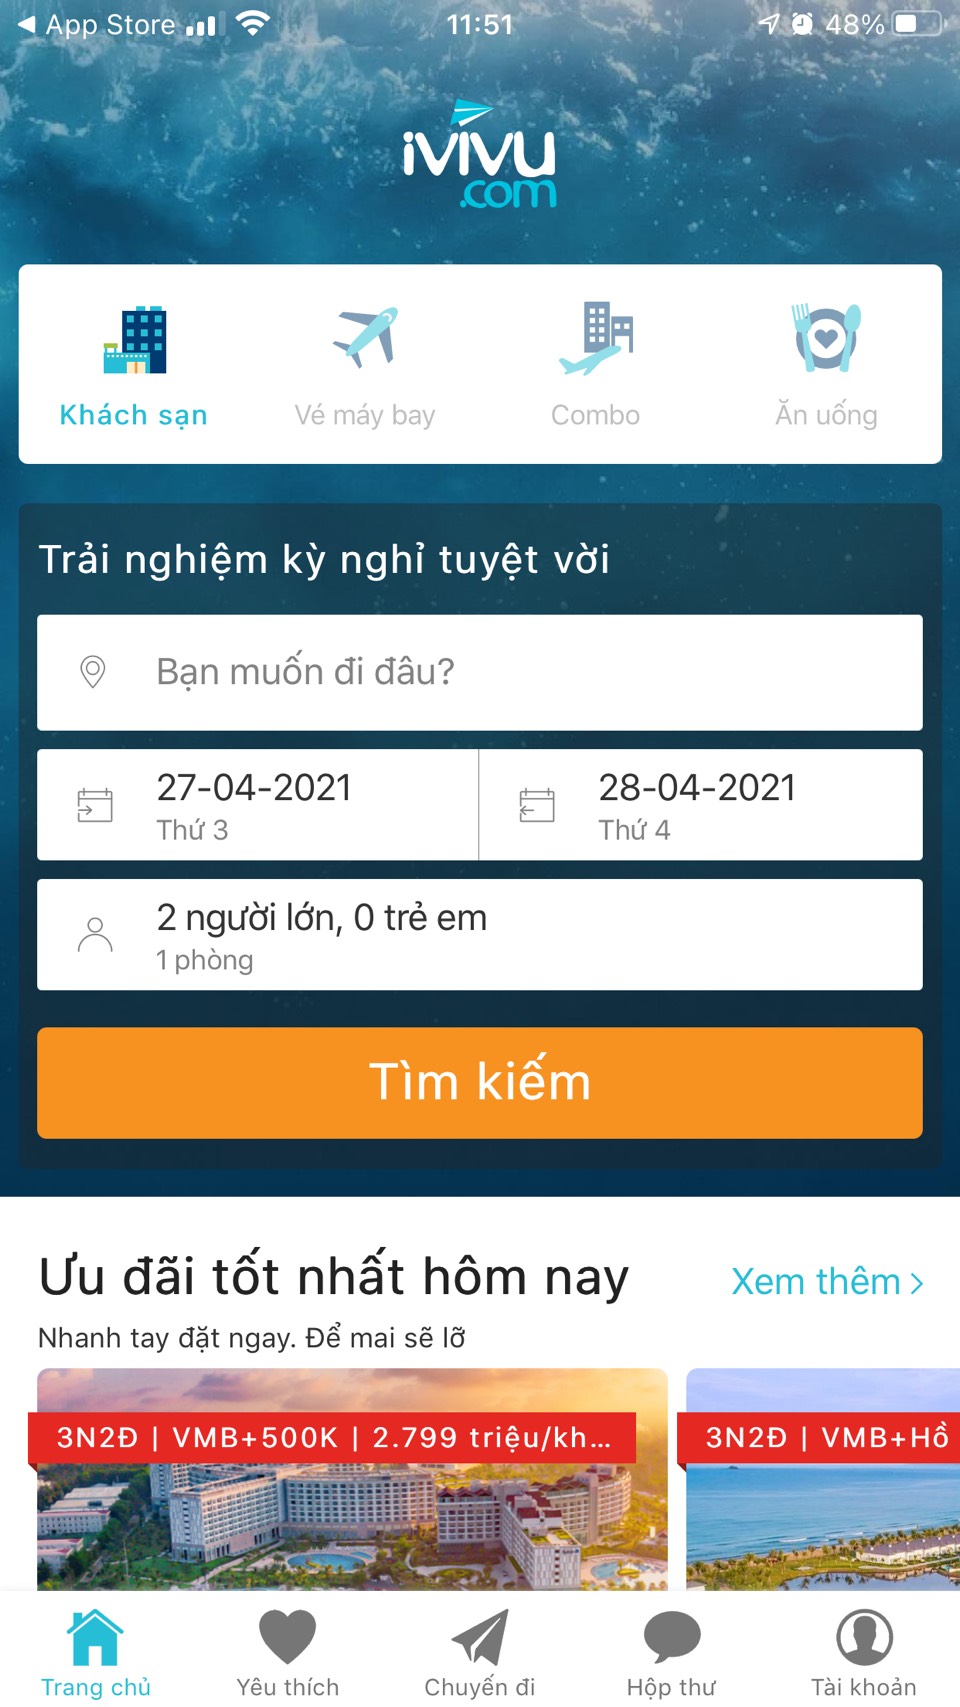 App Store
11:51
48%
iVIVU
.com
Khách sạn
Vé máy bay
Combo
Ăn uống
Trải nghiệm kỳ nghỉ tuyệt vời
Bạn muốn đi đâu?
27-04-2021
Thứ 3
28-04-2021
Thứ 4
2 người lớn, 0 trẻ em
1 phòng
Tìm kiếm
Ưu đãi tốt nhất hôm nay
Xem thêm
Nhanh tay đặt ngay. Để mai sẽ lỡ
3N2Đ | VMB+500K | 2.799 triệu/kh...
3N2Đ | VMB+Hồ
Trang chủ
Yêu thích
Chuyến đi
Hộp thư
Tài khoản